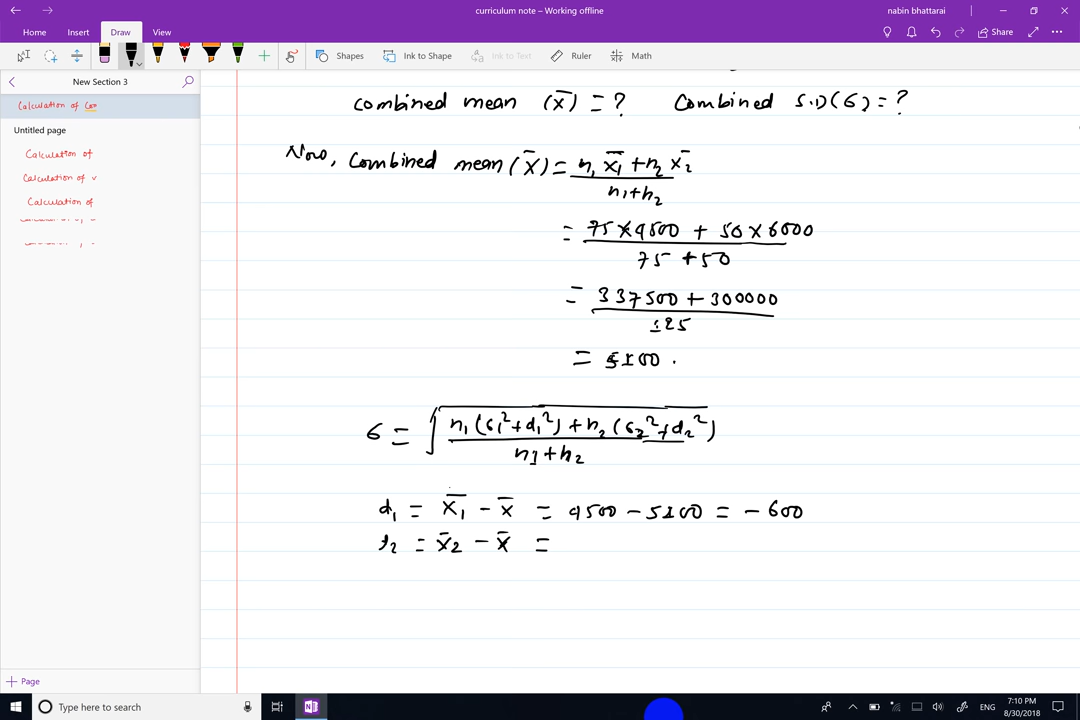 curriculum note – Working offline
nabin bhattarai
Home Insert Draw View
Share
Shapes Ink to Shape Ink to Text Ruler Math
New Section 3
Calculation of Com
Untitled page
Calculation of
Calculation of v
Calculation of
combined mean (x̄) = ? Combined S.D(σ) = ?
Now, Combined mean (x̄) = n₁ x̄₁ + n₂ x̄₂
n₁+n₂
= 75×4500 + 50×6000
75 + 50
= 337500 + 300000
125
= 5100 .
σ = √ n₁ (σ₁²+d₁²) + n₂ (σ₂²+d₂²)
n₁+n₂
d₁ = x̄₁ – x̄ = 4500 – 5100 = – 600
d₂ = x̄₂ – x̄ =
Page
Type here to search
ENG
7:10 PM
8/30/2018